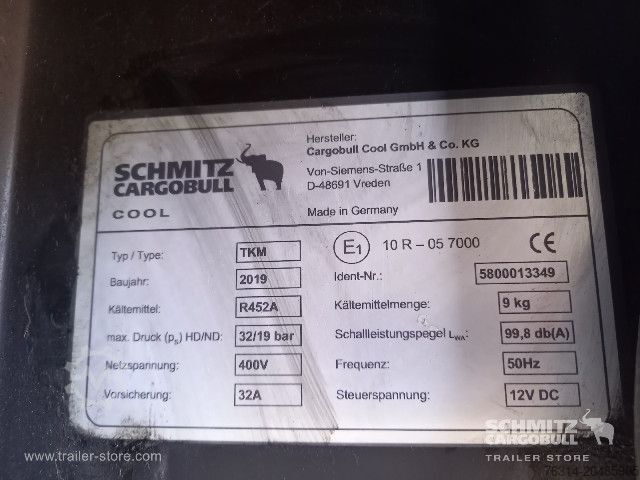 SCHMITZ
CARGOBULL
COOL
Hersteller:
Cargobull Cool GmbH & Co. KG
Von-Siemens-Straße 1
D-48691 Vreden
Made in Germany
Typ / Type: TKM
E1 10 R – 05 7000
CE
Baujahr: 2019
Ident-Nr.: 5800013349
Kältemittel: R452A
Kältemittelmenge: 9 kg
max. Druck (ps) HD/ND: 32/19 bar
Schallleistungspegel LWA: 99,8 db(A)
Netzspannung: 400V
Frequenz: 50Hz
Vorsicherung: 32A
Steuerspannung: 12V DC
www.trailer-store.com
SCHMITZ
CARGOBULL
TRAILER STORE